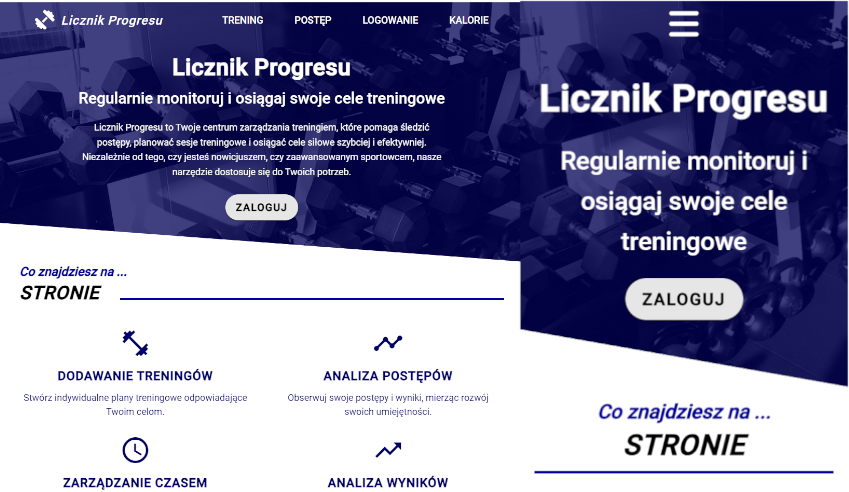 Licznik Progresu
TRENING POSTĘP LOGOWANIE KALORIE
Licznik Progresu
Regularnie monitoruj i osiągaj swoje cele treningowe
Licznik Progresu to Twoje centrum zarządzania treningiem, które pomaga śledzić
postępy, planować sesje treningowe i osiągać cele siłowe szybciej i efektywniej.
Niezależnie od tego, czy jesteś nowicjuszem, czy zaawansowanym sportowcem, nasze
narzędzie dostosuje się do Twoich potrzeb.
ZALOGUJ
Co znajdziesz na ...
STRONIE
DODAWANIE TRENINGÓW
Stwórz indywidualne plany treningowe odpowiadające
Twoim celom.
ANALIZA POSTĘPÓW
Obserwuj swoje postępy i wyniki, mierząc rozwój
swoich umiejętności.
ZARZĄDZANIE CZASEM
ANALIZA WYNIKÓW
Licznik Progresu
Regularnie monitoruj i
osiągaj swoje cele
treningowe
ZALOGUJ
Co znajdziesz na ...
STRONIE